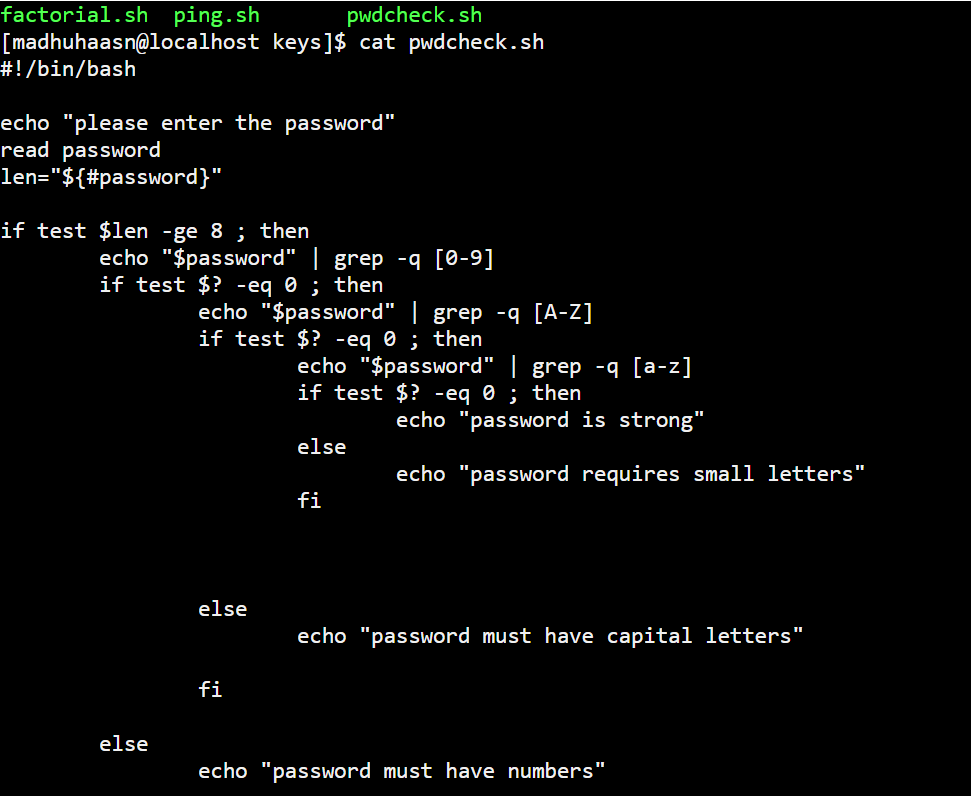 factorial.sh  ping.sh       pwdcheck.sh
[madhuhaasn@localhost keys]$ cat pwdcheck.sh
#!/bin/bash

echo "please enter the password"
read password
len="${#password}"

if test $len -ge 8 ; then
        echo "$password" | grep -q [0-9]
        if test $? -eq 0 ; then
                echo "$password" | grep -q [A-Z]
                if test $? -eq 0 ; then
                        echo "$password" | grep -q [a-z]
                        if test $? -eq 0 ; then
                                echo "password is strong"
                        else
                                echo "password requires small letters"
                        fi



                else
                        echo "password must have capital letters"

                fi

        else
                echo "password must have numbers"